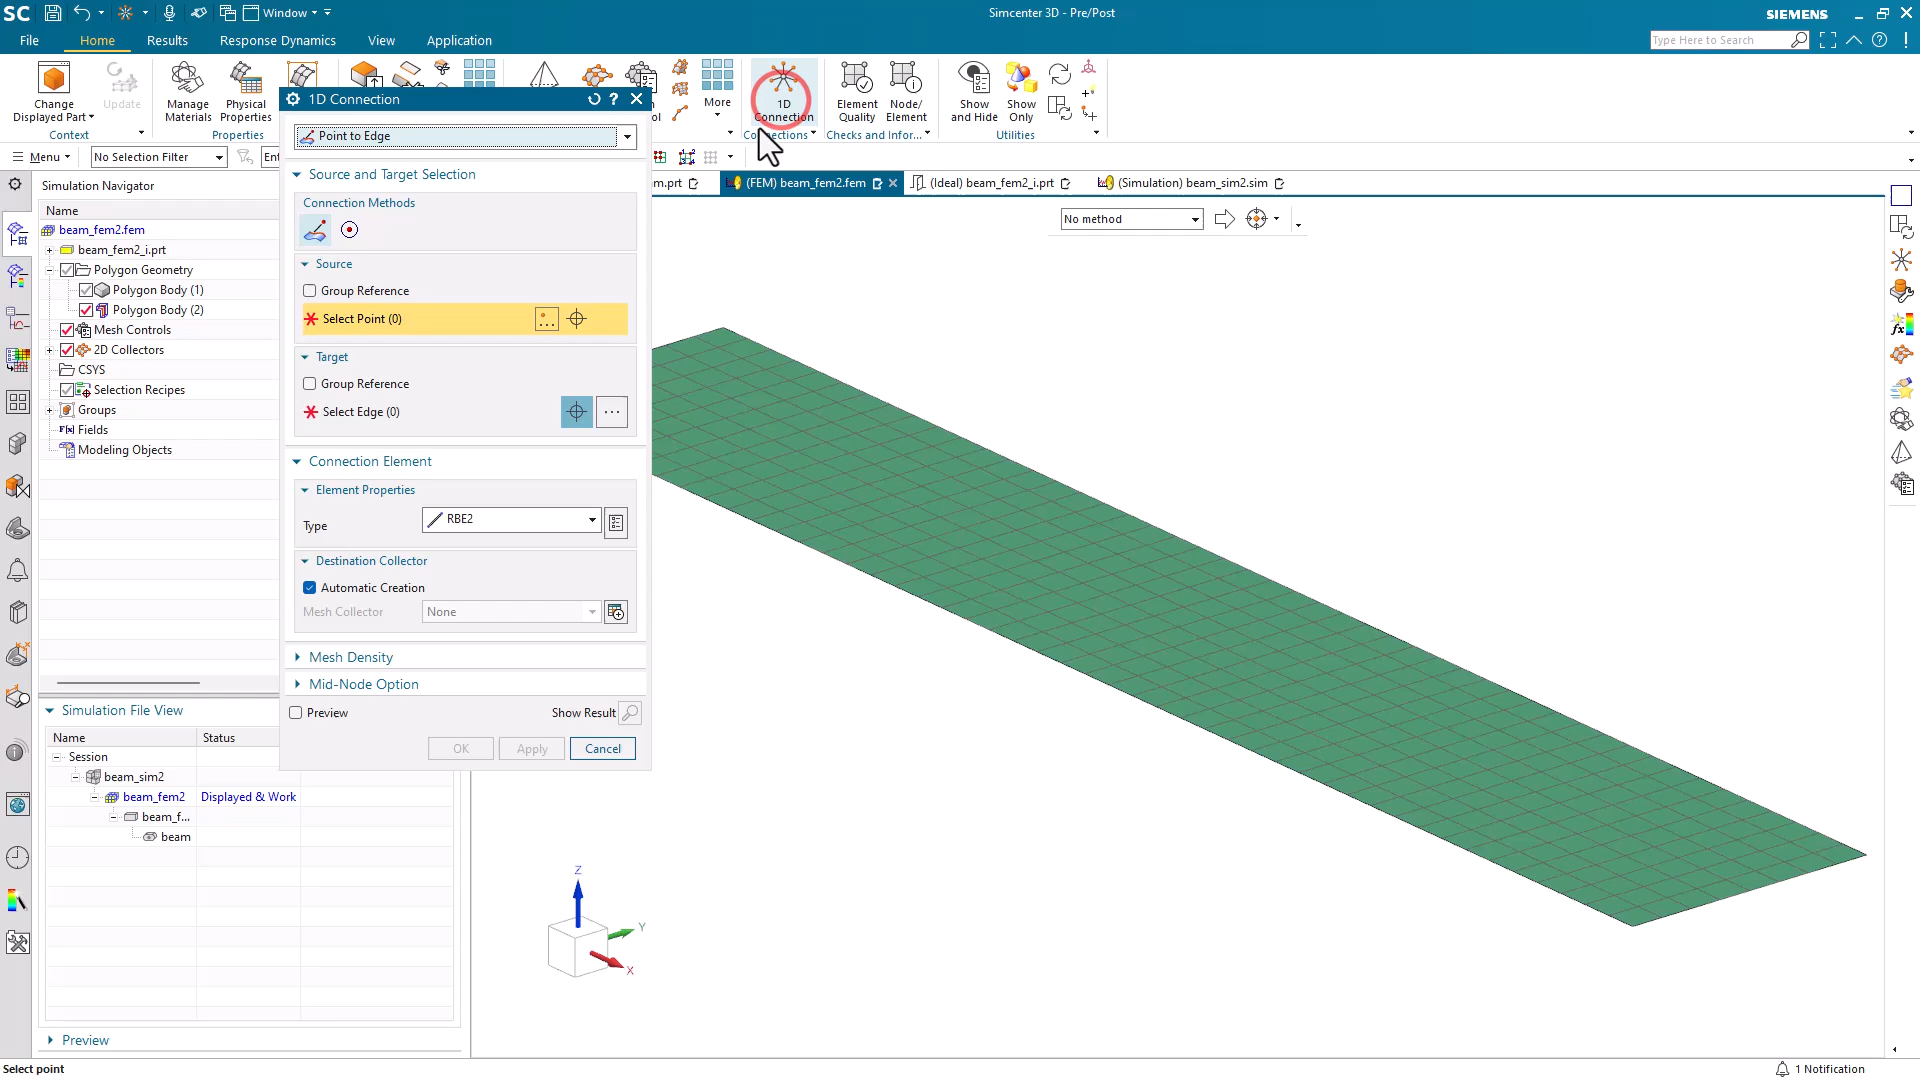 SC Window Simcenter 3D - Pre/Post SIEMENS
File Home Results Response Dynamics View Application Type Here to Search
Change Displayed Part Update Manage Materials Physical Properties More 1D Connection Element Quality Node/ Element Show and Hide Show Only
Context Properties Connections Checks and Infor... Utilities
Menu No Selection Filter
1D Connection
Point to Edge
Source and Target Selection
Connection Methods
Source
Group Reference
Select Point (0)
Target
Group Reference
Select Edge (0)
Connection Element
Element Properties
Type RBE2
Destination Collector
Automatic Creation
Mesh Collector None
Mesh Density
Mid-Node Option
Preview Show Result
OK Apply Cancel
m.prt (FEM) beam_fem2.fem (Ideal) beam_fem2_i.prt (Simulation) beam_sim2.sim
No method
Simulation Navigator
Name
beam_fem2.fem
beam_fem2_i.prt
Polygon Geometry
Polygon Body (1)
Polygon Body (2)
Mesh Controls
2D Collectors
CSYS
Selection Recipes
Groups
Fields
Modeling Objects
Simulation File View
Name Status
Session
beam_sim2
beam_fem2 Displayed & Work
beam_f...
beam
Preview
Z
Y
X
Select point
1 Notification